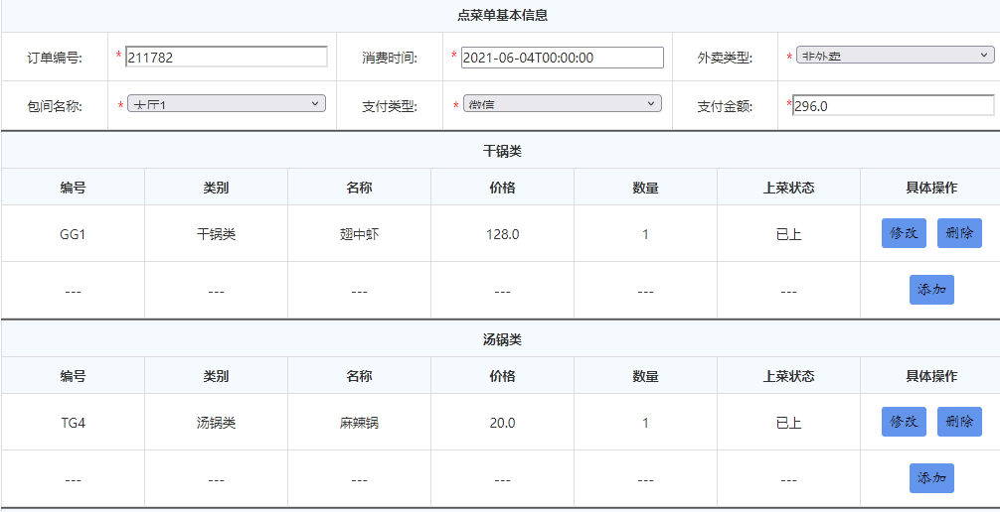 点菜单基本信息
订单编号: * 211782 消费时间: * 2021-06-04T00:00:00 外卖类型: * 非外卖
包间名称: * 大厅1 支付类型: * 微信 支付金额: * 296.0
干锅类
编号 类别 名称 价格 数量 上菜状态 具体操作
GG1 干锅类 翅中虾 128.0 1 已上 修改 删除
--- --- --- --- --- --- 添加
汤锅类
编号 类别 名称 价格 数量 上菜状态 具体操作
TG4 汤锅类 麻辣锅 20.0 1 已上 修改 删除
--- --- --- --- --- --- 添加